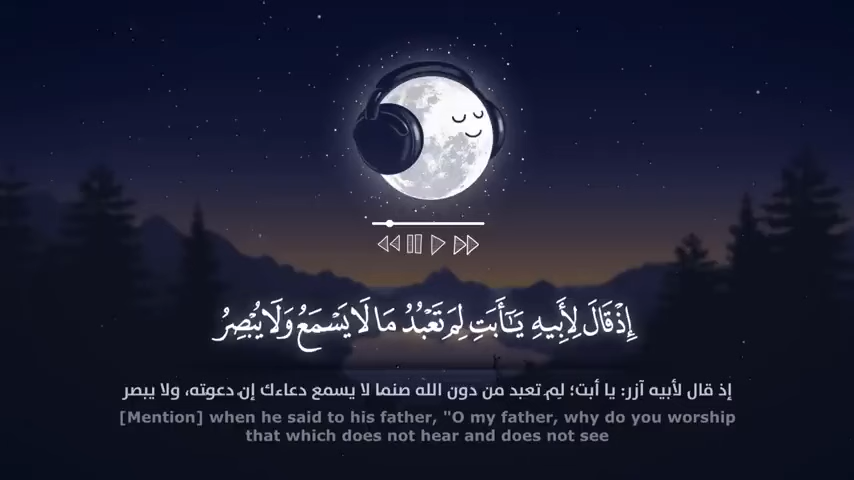 إِذْ قَالَ لِأَبِيهِ يَـٰٓأَبَتِ لِمَ تَعْبُدُ مَا لَا يَسْمَعُ وَلَا يُبْصِرُ
إذ قال لأبيه آزر: يا أبت؛ لِمَ تعبد من دون الله صنما لا يسمع دعاءك إن دعوته، ولا يبصر
[Mention] when he said to his father, "O my father, why do you worship
that which does not hear and does not see